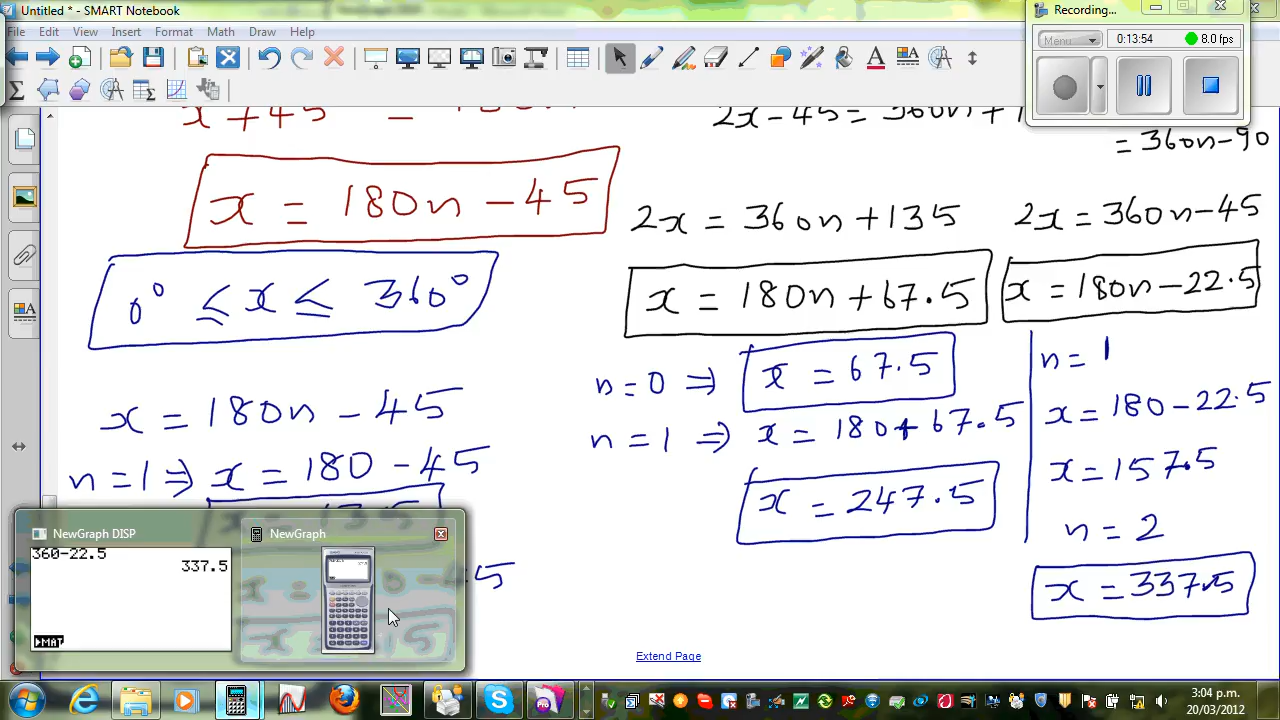 Untitled * - SMART Notebook
File Edit View Insert Format Math Draw Help
Recording...
Menu
0:13:54
8.0 fps
x + 45 =
2x - 45 = 360n + 1
= 360n - 90
x = 180n - 45
2x = 360n + 135
2x = 360n - 45
0° ≤ x ≤ 360°
x = 180n + 67.5
x = 180n - 22.5
n = 0 ⇒ x = 67.5
n = 1
x = 180n - 45
n = 1 ⇒ x = 180 + 67.5
x = 180 - 22.5
n = 1 ⇒ x = 180 - 45
x = 157.5
x = 247.5
n = 2
x = 337.5
NewGraph DISP
NewGraph
360-22.5
337.5
▶MAT
Extend Page
3:04 p.m.
20/03/2012